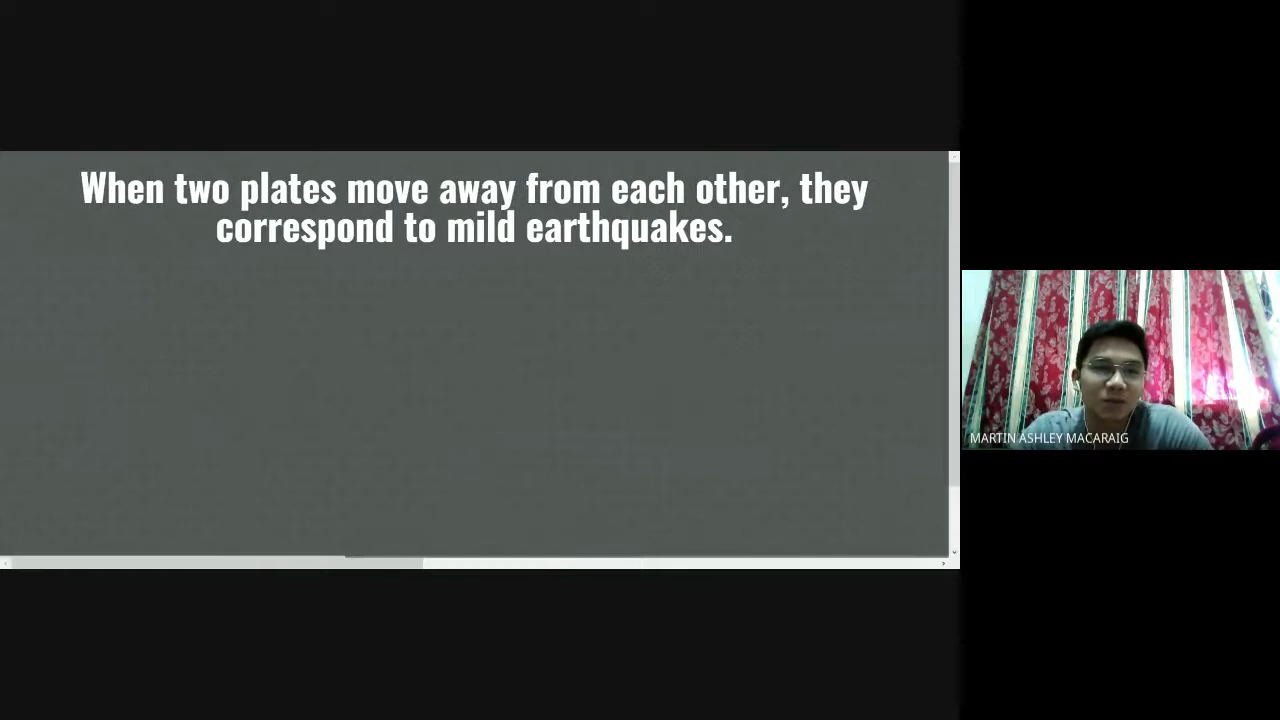 When two plates move away from each other, they
correspond to mild earthquakes.
MARTIN ASHLEY MACARAIG